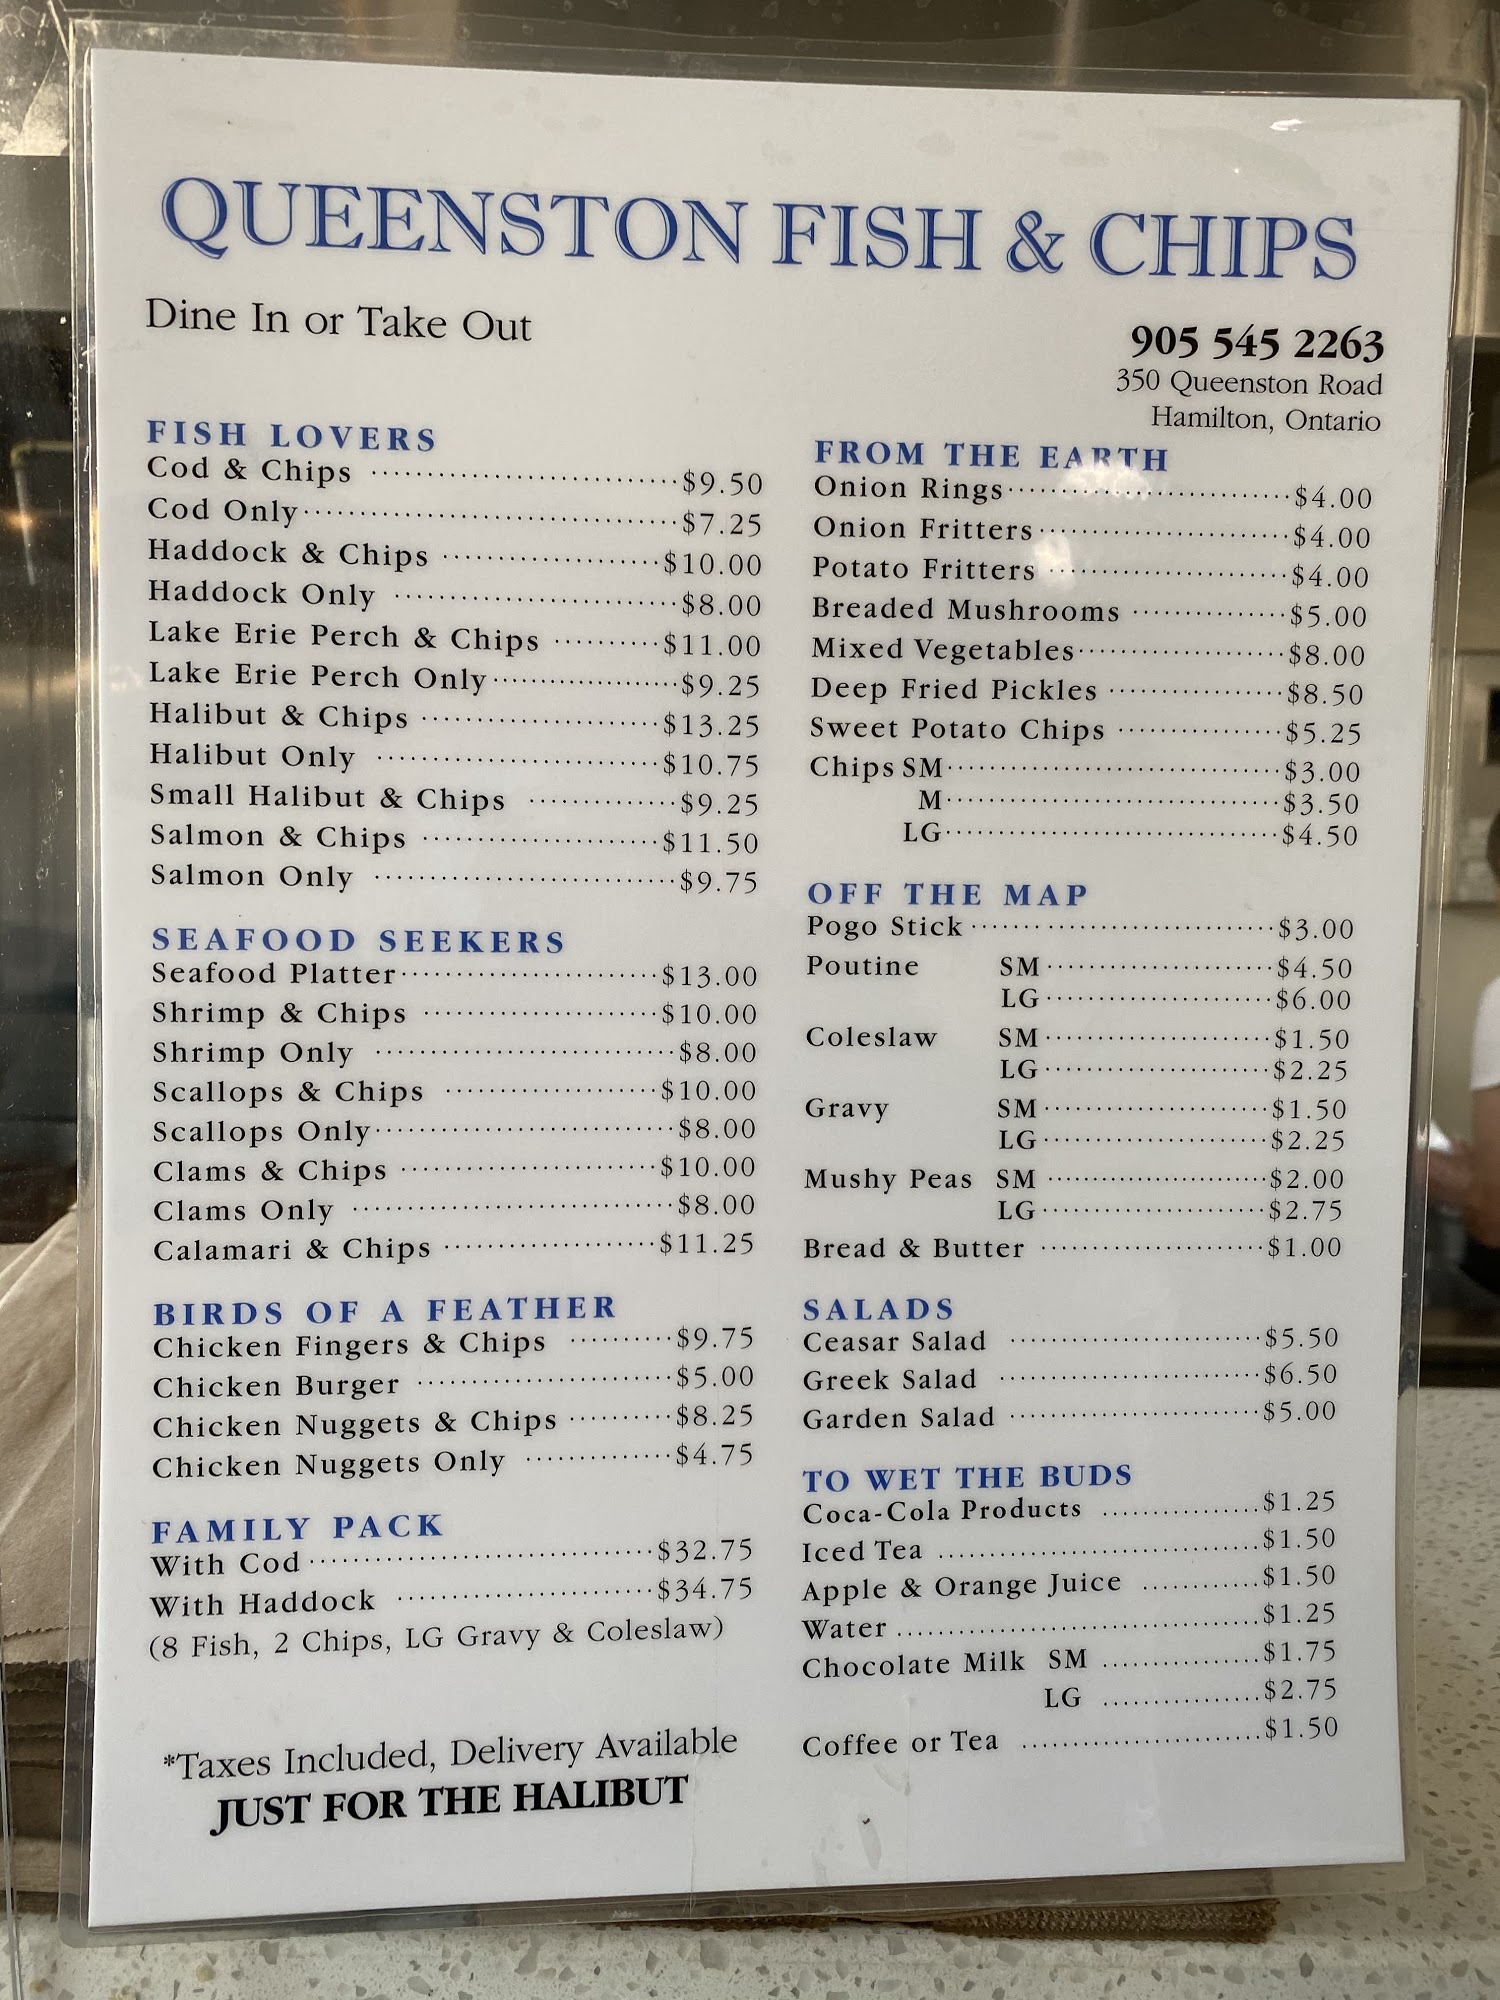 QUEENSTON FISH & CHIPS
Dine In or Take Out
905 545 2263
350 Queenston Road
Hamilton, Ontario
FISH LOVERS
Cod & Chips $9.50
Cod Only $7.25
Haddock & Chips $10.00
Haddock Only $8.00
Lake Erie Perch & Chips $11.00
Lake Erie Perch Only $9.25
Halibut & Chips $13.25
Halibut Only $10.75
Small Halibut & Chips $9.25
Salmon & Chips $11.50
Salmon Only $9.75
SEAFOOD SEEKERS
Seafood Platter $13.00
Shrimp & Chips $10.00
Shrimp Only $8.00
Scallops & Chips $10.00
Scallops Only $8.00
Clams & Chips $10.00
Clams Only $8.00
Calamari & Chips $11.25
BIRDS OF A FEATHER
Chicken Fingers & Chips $9.75
Chicken Burger $5.00
Chicken Nuggets & Chips $8.25
Chicken Nuggets Only $4.75
FAMILY PACK
With Cod $32.75
With Haddock $34.75
(8 Fish, 2 Chips, LG Gravy & Coleslaw)
*Taxes Included, Delivery Available
JUST FOR THE HALIBUT
FROM THE EARTH
Onion Rings $4.00
Onion Fritters $4.00
Potato Fritters $4.00
Breaded Mushrooms $5.00
Mixed Vegetables $8.00
Deep Fried Pickles $8.50
Sweet Potato Chips $5.25
Chips SM $3.00
M $3.50
LG $4.50
OFF THE MAP
Pogo Stick $3.00
Poutine SM $4.50
LG $6.00
Coleslaw SM $1.50
LG $2.25
Gravy SM $1.50
LG $2.25
Mushy Peas SM $2.00
LG $2.75
Bread & Butter $1.00
SALADS
Ceasar Salad $5.50
Greek Salad $6.50
Garden Salad $5.00
TO WET THE BUDS
Coca-Cola Products $1.25
Iced Tea $1.50
Apple & Orange Juice $1.50
Water $1.25
Chocolate Milk SM $1.75
LG $2.75
Coffee or Tea $1.50